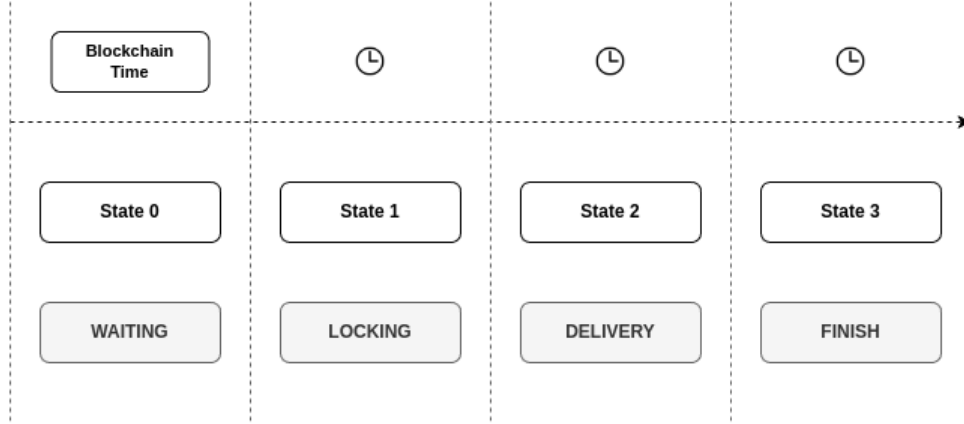 Blockchain
Time
State 0
State 1
State 2
State 3
WAITING
LOCKING
DELIVERY
FINISH